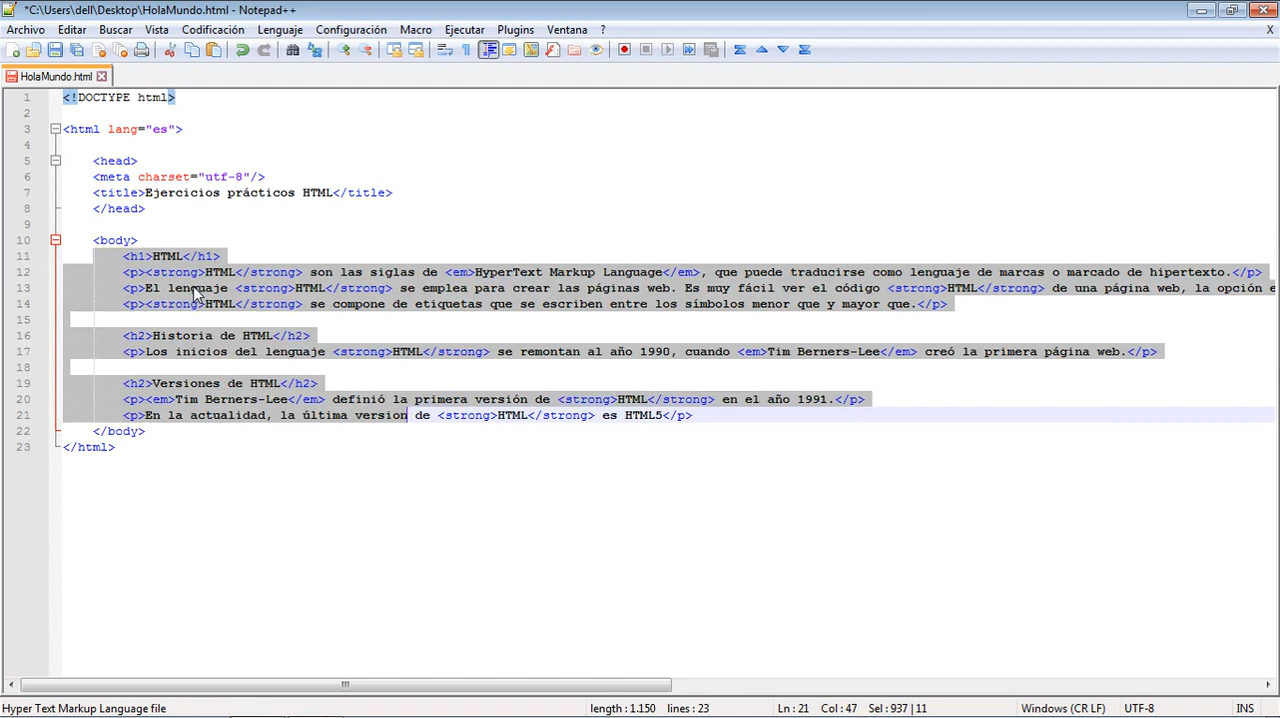 *C:\Users\dell\Desktop\HolaMundo.html - Notepad++
Archivo Editar Buscar Vista Codificación Lenguaje Configuración Macro Ejecutar Plugins Ventana ? X
HolaMundo.html
1 <!DOCTYPE html>
2
3 <html lang="es">
4
5 <head>
6 <meta charset="utf-8"/>
7 <title>Ejercicios prácticos HTML</title>
8 </head>
9
10 <body>
11 <h1>HTML</h1>
12 <p><strong>HTML</strong> son las siglas de <em>HyperText Markup Language</em>, que puede traducirse como lenguaje de marcas o marcado de hipertexto.</p>
13 <p>El lenguaje <strong>HTML</strong> se emplea para crear las páginas web. Es muy fácil ver el código <strong>HTML</strong> de una página web, la opción e
14 <p><strong>HTML</strong> se compone de etiquetas que se escriben entre los símbolos menor que y mayor que.</p>
15
16 <h2>Historia de HTML</h2>
17 <p>Los inicios del lenguaje <strong>HTML</strong> se remontan al año 1990, cuando <em>Tim Berners-Lee</em> creó la primera página web.</p>
18
19 <h2>Versiones de HTML</h2>
20 <p><em>Tim Berners-Lee</em> definió la primera versión de <strong>HTML</strong> en el año 1991.</p>
21 <p>En la actualidad, la última version de <strong>HTML</strong> es HTML5</p>
22 </body>
23 </html>
Hyper Text Markup Language file length : 1.150 lines : 23 Ln : 21 Col : 47 Sel : 937 | 11 Windows (CR LF) UTF-8 INS